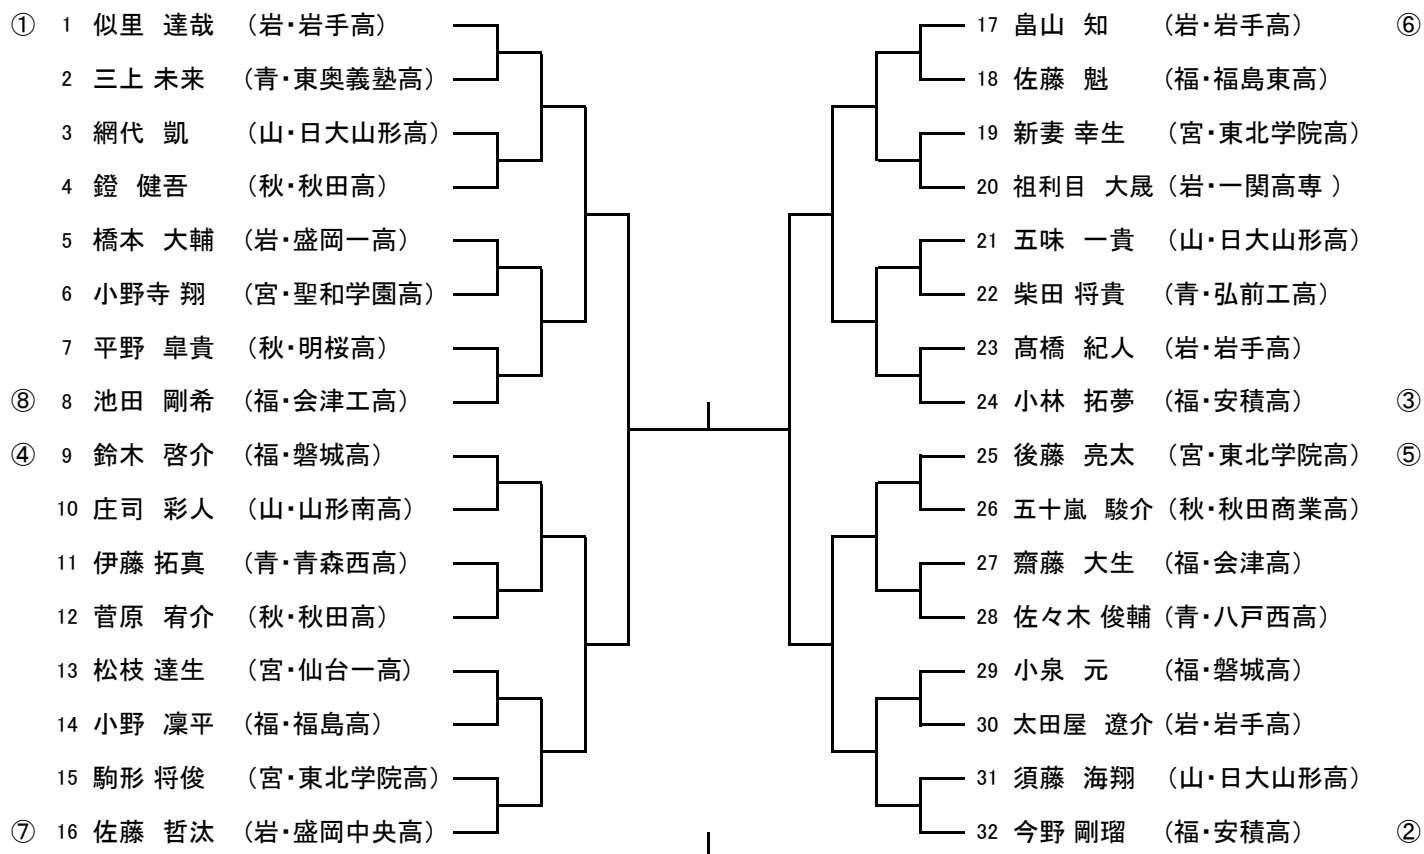 ① 1 似里 達哉 (岩・岩手高)
2 三上 未来 (青・東奥義塾高)
3 網代 凱 (山・日大山形高)
4 鐙 健吾 (秋・秋田高)
5 橋本 大輔 (岩・盛岡一高)
6 小野寺 翔 (宮・聖和学園高)
7 平野 皐貴 (秋・明桜高)
⑧ 8 池田 剛希 (福・会津工高)
④ 9 鈴木 啓介 (福・磐城高)
10 庄司 彩人 (山・山形南高)
11 伊藤 拓真 (青・青森西高)
12 菅原 宥介 (秋・秋田高)
13 松枝 達生 (宮・仙台一高)
14 小野 凜平 (福・福島高)
15 駒形 将俊 (宮・東北学院高)
⑦ 16 佐藤 哲汰 (岩・盛岡中央高)
17 畠山 知 (岩・岩手高) ⑥
18 佐藤 魁 (福・福島東高)
19 新妻 幸生 (宮・東北学院高)
20 祖利目 大晟 (岩・一関高専 )
21 五味 一貴 (山・日大山形高)
22 柴田 将貴 (青・弘前工高)
23 髙橋 紀人 (岩・岩手高)
24 小林 拓夢 (福・安積高) ③
25 後藤 亮太 (宮・東北学院高) ⑤
26 五十嵐 駿介 (秋・秋田商業高)
27 齋藤 大生 (福・会津高)
28 佐々木 俊輔 (青・八戸西高)
29 小泉 元 (福・磐城高)
30 太田屋 遼介 (岩・岩手高)
31 須藤 海翔 (山・日大山形高)
32 今野 剛瑠 (福・安積高) ②